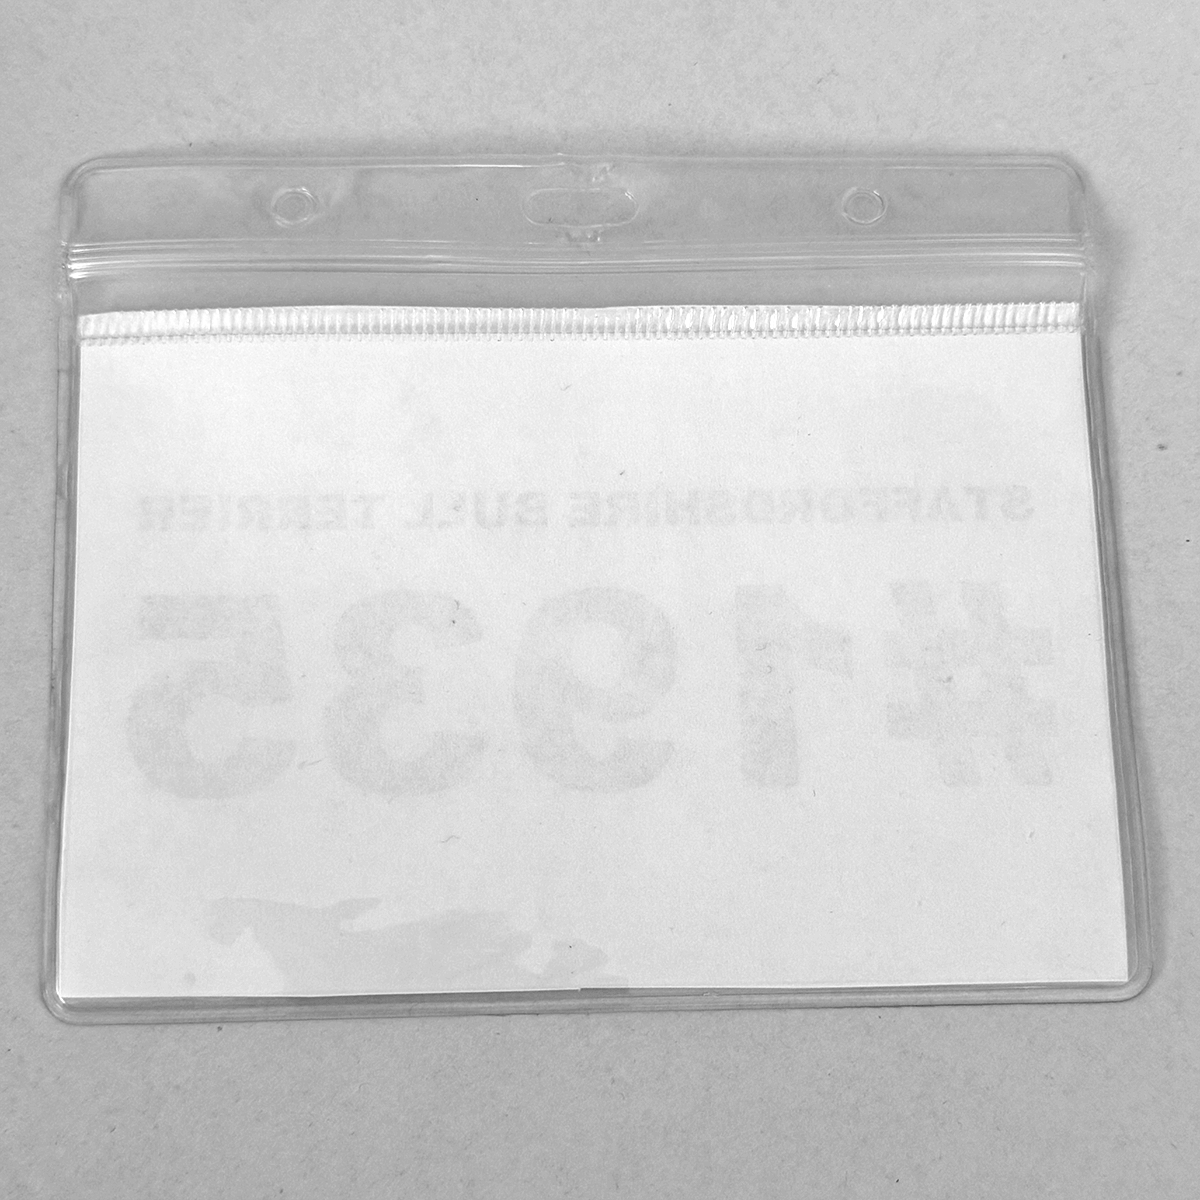 STAFFORDSHIRE BULL TERRIER
#1935